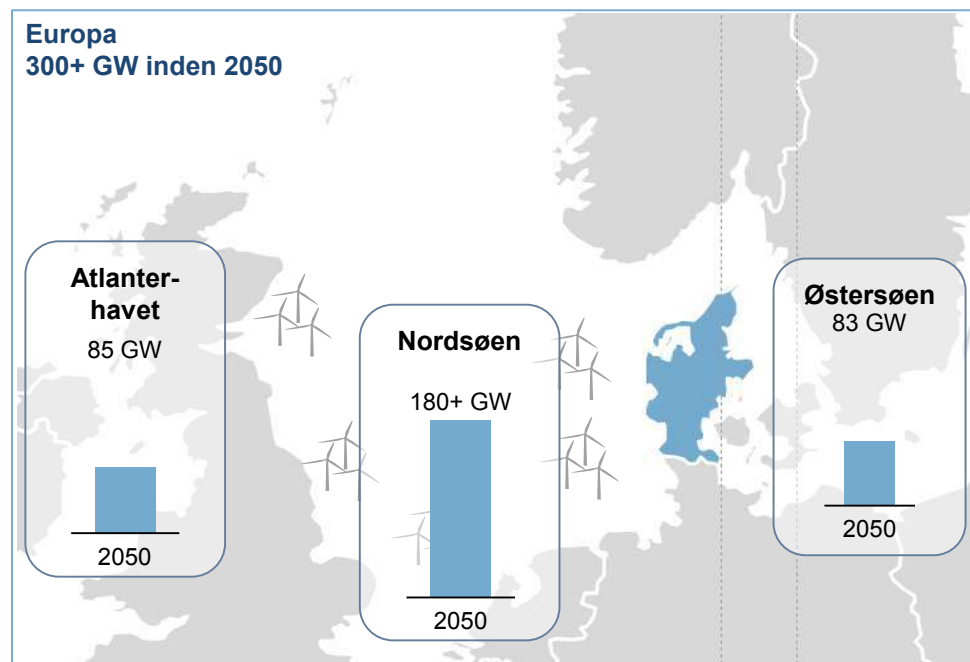 Europa
300+ GW inden 2050
Atlanter-
havet
85 GW
2050
Nordsøen
180+ GW
2050
Østersøen
83 GW
2050